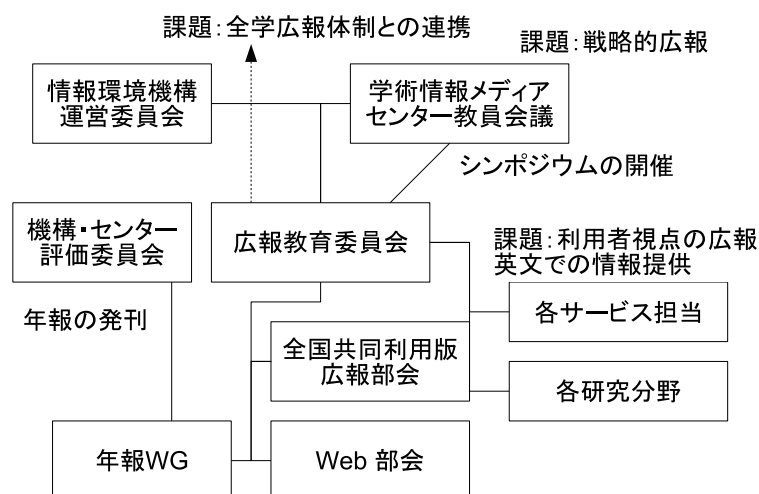 課題：全学広報体制との連携
課題：戦略的広報
情報環境機構
運営委員会
学術情報メディア
センター教員会議
シンポジウムの開催
機構・センター
評価委員会
広報教育委員会
課題：利用者視点の広報
英文での情報提供
年報の発刊
各サービス担当
全国共同利用版
広報部会
各研究分野
年報WG
Web 部会